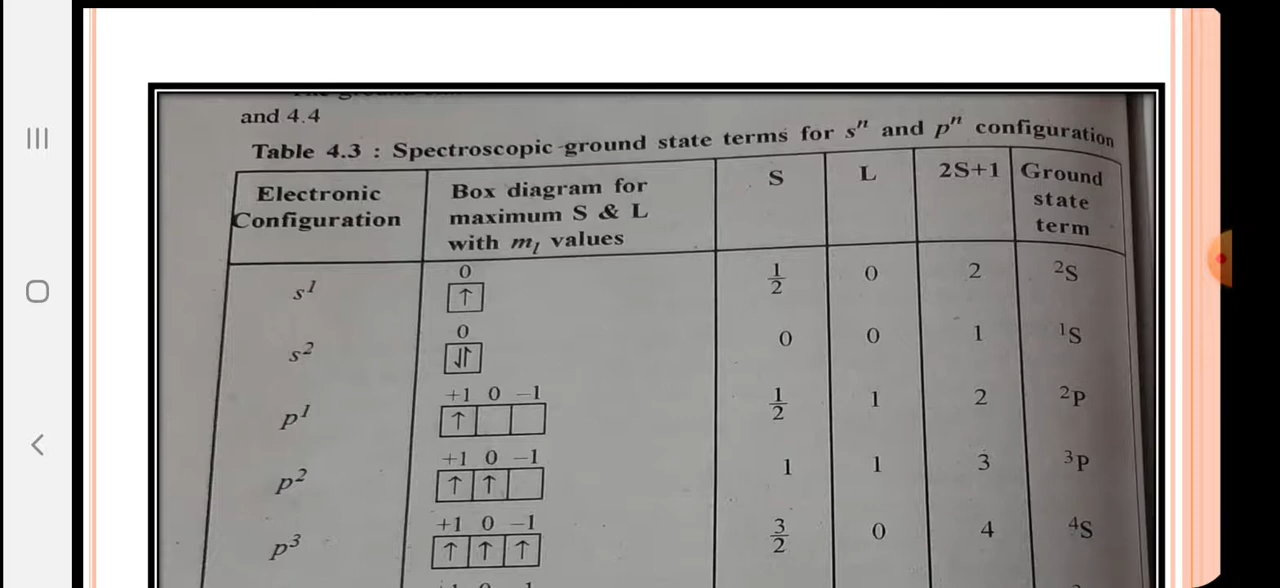 and 4.4
Table 4.3 : Spectroscopic ground state terms for sⁿ and pⁿ configuration
Electronic Configuration | Box diagram for maximum S & L with mₗ values | S | L | 2S+1 | Ground state term
s¹ | 0 ↑ | 1/2 | 0 | 2 | ²S
s² | 0 ⥯ | 0 | 0 | 1 | ¹S
p¹ | +1 0 −1 ↑ | 1/2 | 1 | 2 | ²P
p² | +1 0 −1 ↑ ↑ | 1 | 1 | 3 | ³P
p³ | +1 0 −1 ↑ ↑ ↑ | 3/2 | 0 | 4 | ⁴S